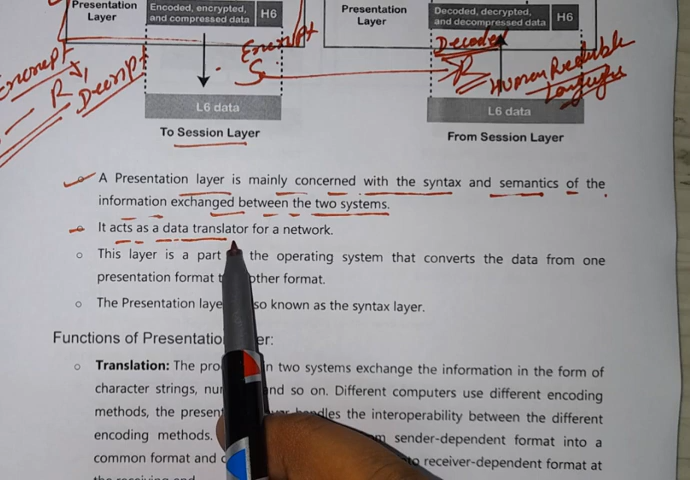 Presentation
Layer
Encoded, encrypted,
and compressed data
H6
Presentation
Layer
Decoded, decrypted,
and decompressed data
H6
Encrypt
Decoded
Encrypt
S
R
Human Readable
R
Decript
L6 data
L6 data
To Session Layer
From Session Layer
A Presentation layer is mainly concerned with the syntax and semantics of the
information exchanged between the two systems.
It acts as a data translator for a network.
This layer is a part the operating system that converts the data from one
presentation format other format.
The Presentation laye so known as the syntax layer.
Functions of Presentation er:
Translation: The pro in two systems exchange the information in the form of
character strings, nu nd so on. Different computers use different encoding
methods, the presen handles the interoperability between the different
encoding methods. sender-dependent format into a
common format and receiver-dependent format at